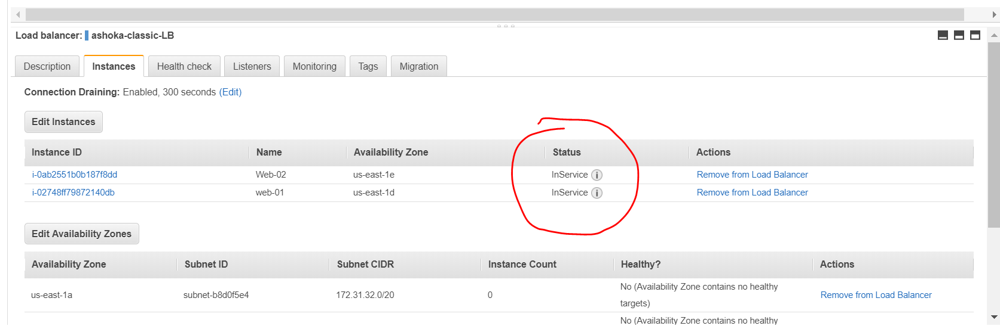 Load balancer: ashoka-classic-LB
Description Instances Health check Listeners Monitoring Tags Migration
Connection Draining: Enabled, 300 seconds (Edit)
Edit Instances
Instance ID Name Availability Zone Status Actions
i-0ab2551b0b187f8dd Web-02 us-east-1e InService i Remove from Load Balancer
i-02748ff79872140db web-01 us-east-1d InService i Remove from Load Balancer
Edit Availability Zones
Availability Zone Subnet ID Subnet CIDR Instance Count Healthy? Actions
us-east-1a subnet-b8d0f5e4 172.31.32.0/20 0 No (Availability Zone contains no healthy
targets) Remove from Load Balancer
No (Availability Zone contains no healthy